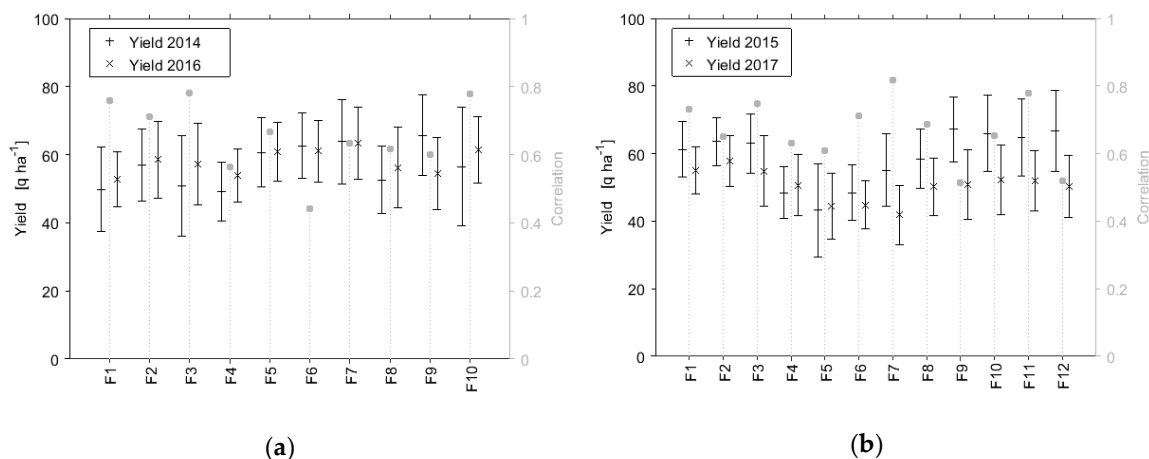 100
80
60
40
20
0
Yield [q ha-1]
Yield 2014
Yield 2016
1
0.8
0.6
0.4
0.2
0
Correlation
F1 F2 F3 F4 F5 F6 F7 F8 F9 F10
(a)
100
80
60
40
20
0
Yield [q ha-1]
Yield 2015
Yield 2017
1
0.8
0.6
0.4
0.2
0
Correlation
F1 F2 F3 F4 F5 F6 F7 F8 F9 F10 F11 F12
(b)